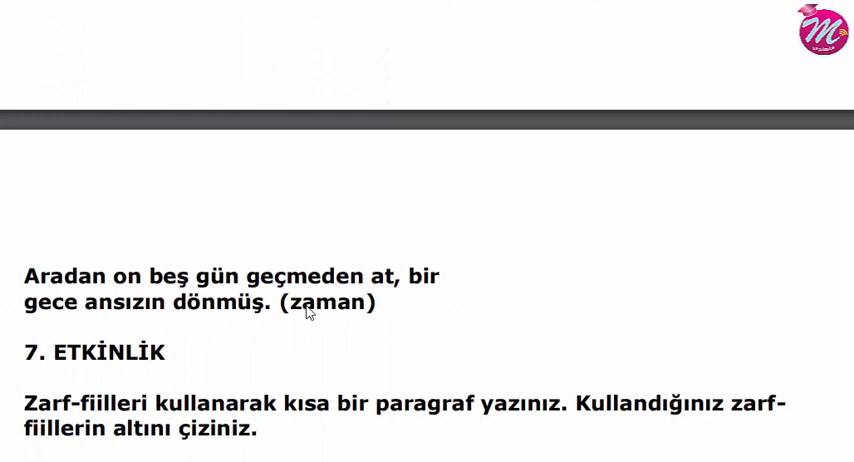 Aradan on beş gün geçmeden at, bir
gece ansızın dönmüş. (zaman)
7. ETKİNLİK
Zarf-fiilleri kullanarak kısa bir paragraf yazınız. Kullandığınız zarf-
fiillerin altını çiziniz.